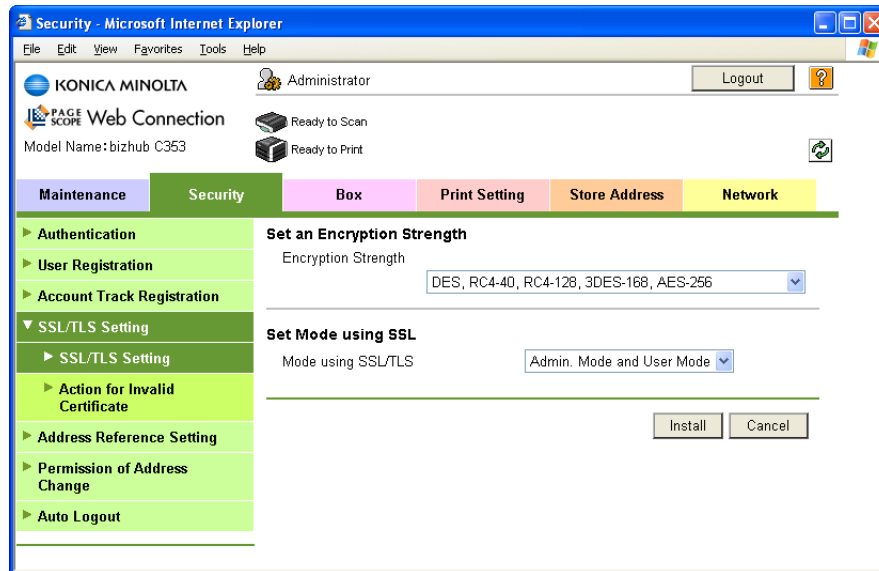 Security - Microsoft Internet Explorer
File Edit View Favorites Tools Help
KONICA MINOLTA
Administrator
Logout
?
PAGE SCOPE Web Connection
Ready to Scan
Model Name:bizhub C353
Ready to Print
Maintenance Security Box Print Setting Store Address Network
Authentication
User Registration
Account Track Registration
SSL/TLS Setting
SSL/TLS Setting
Action for Invalid
Certificate
Address Reference Setting
Permission of Address
Change
Auto Logout
Set an Encryption Strength
Encryption Strength
DES, RC4-40, RC4-128, 3DES-168, AES-256
Set Mode using SSL
Mode using SSL/TLS
Admin. Mode and User Mode
Install Cancel